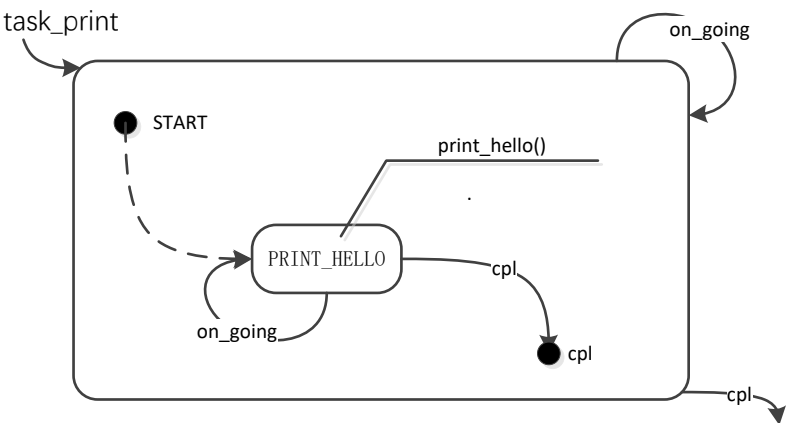 task_print
on_going
START
print_hello()
.
PRINT_HELLO
cpl
on_going
cpl
cpl